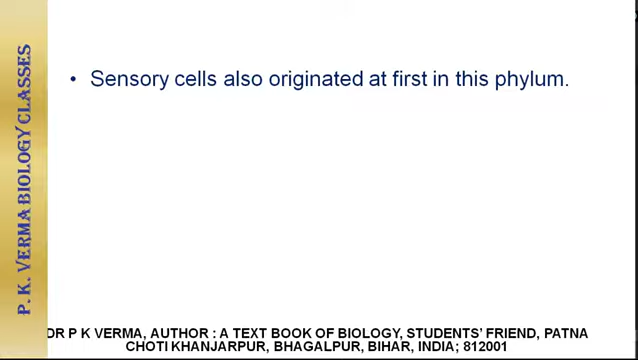 P. K. VERMA BIOLOGY CLASSES
• Sensory cells also originated at first in this phylum.
DR P K VERMA, AUTHOR : A TEXT BOOK OF BIOLOGY, STUDENTS' FRIEND, PATNA
CHOTI KHANJARPUR, BHAGALPUR, BIHAR, INDIA; 812001